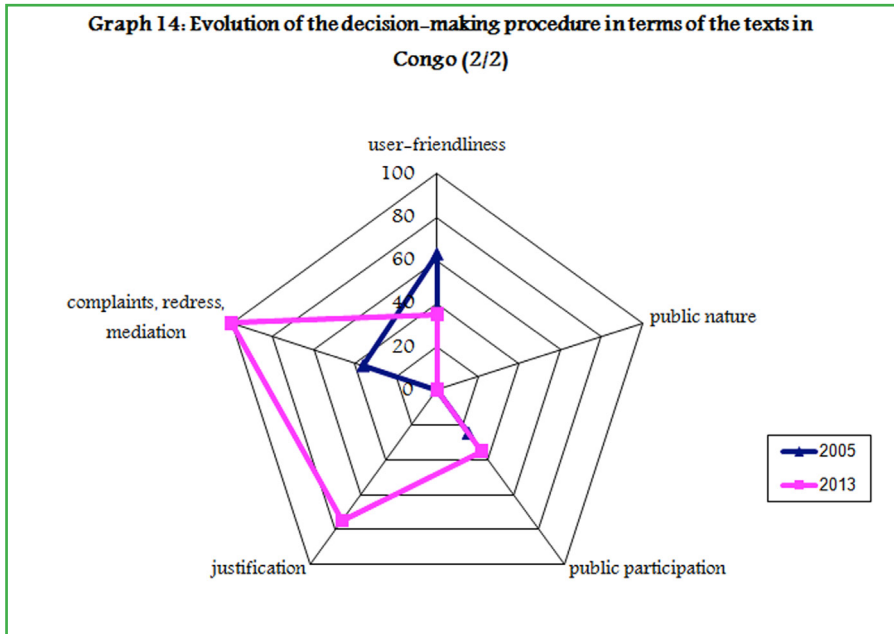 Graph 14: Evolution of the decision-making procedure in terms of the texts in
Congo (2/2)
user-friendliness
100
80
60
40
20
0
complaints, redress,
mediation
public nature
2005
2013
justification
public participation